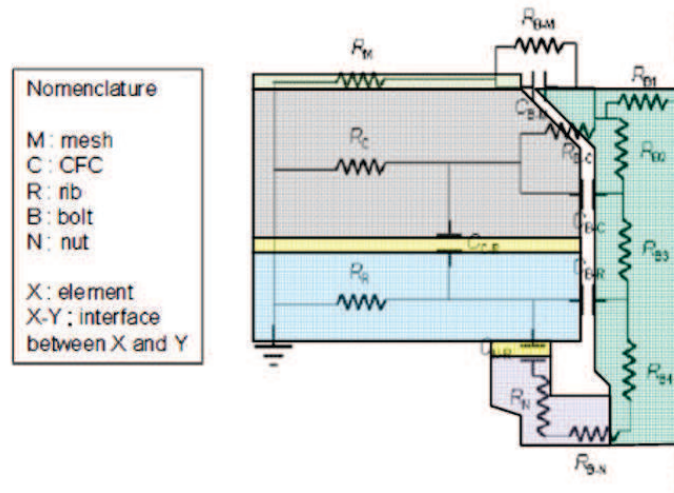 Nomenclature
M : mesh
C : CFC
R : rib
B : bolt
N : nut
X : element
X-Y : interface
between X and Y
R_B-M
R_M
R_B1
C_B-M
R_C
R_B-C
R_B2
C_B-C
C_C-R
R_B3
R_R
C_B-R
C_N-R
R_B4
R_N
R_B-N